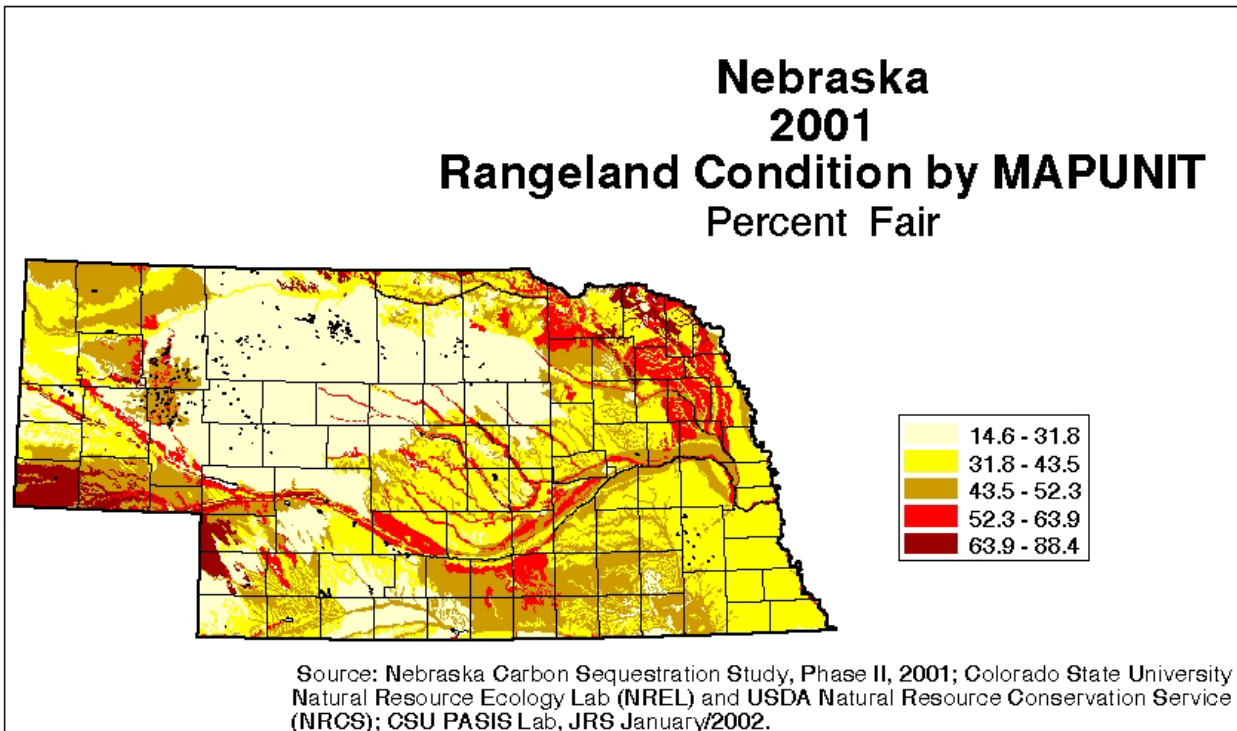 Nebraska
2001
Rangeland Condition by MAPUNIT
Percent Fair
14.6 - 31.8
31.8 - 43.5
43.5 - 52.3
52.3 - 63.9
63.9 - 88.4
Source: Nebraska Carbon Sequestration Study, Phase II, 2001; Colorado State University
Natural Resource Ecology Lab (NREL) and USDA Natural Resource Conservation Service
(NRCS); CSU PASIS Lab, JRS January/2002.